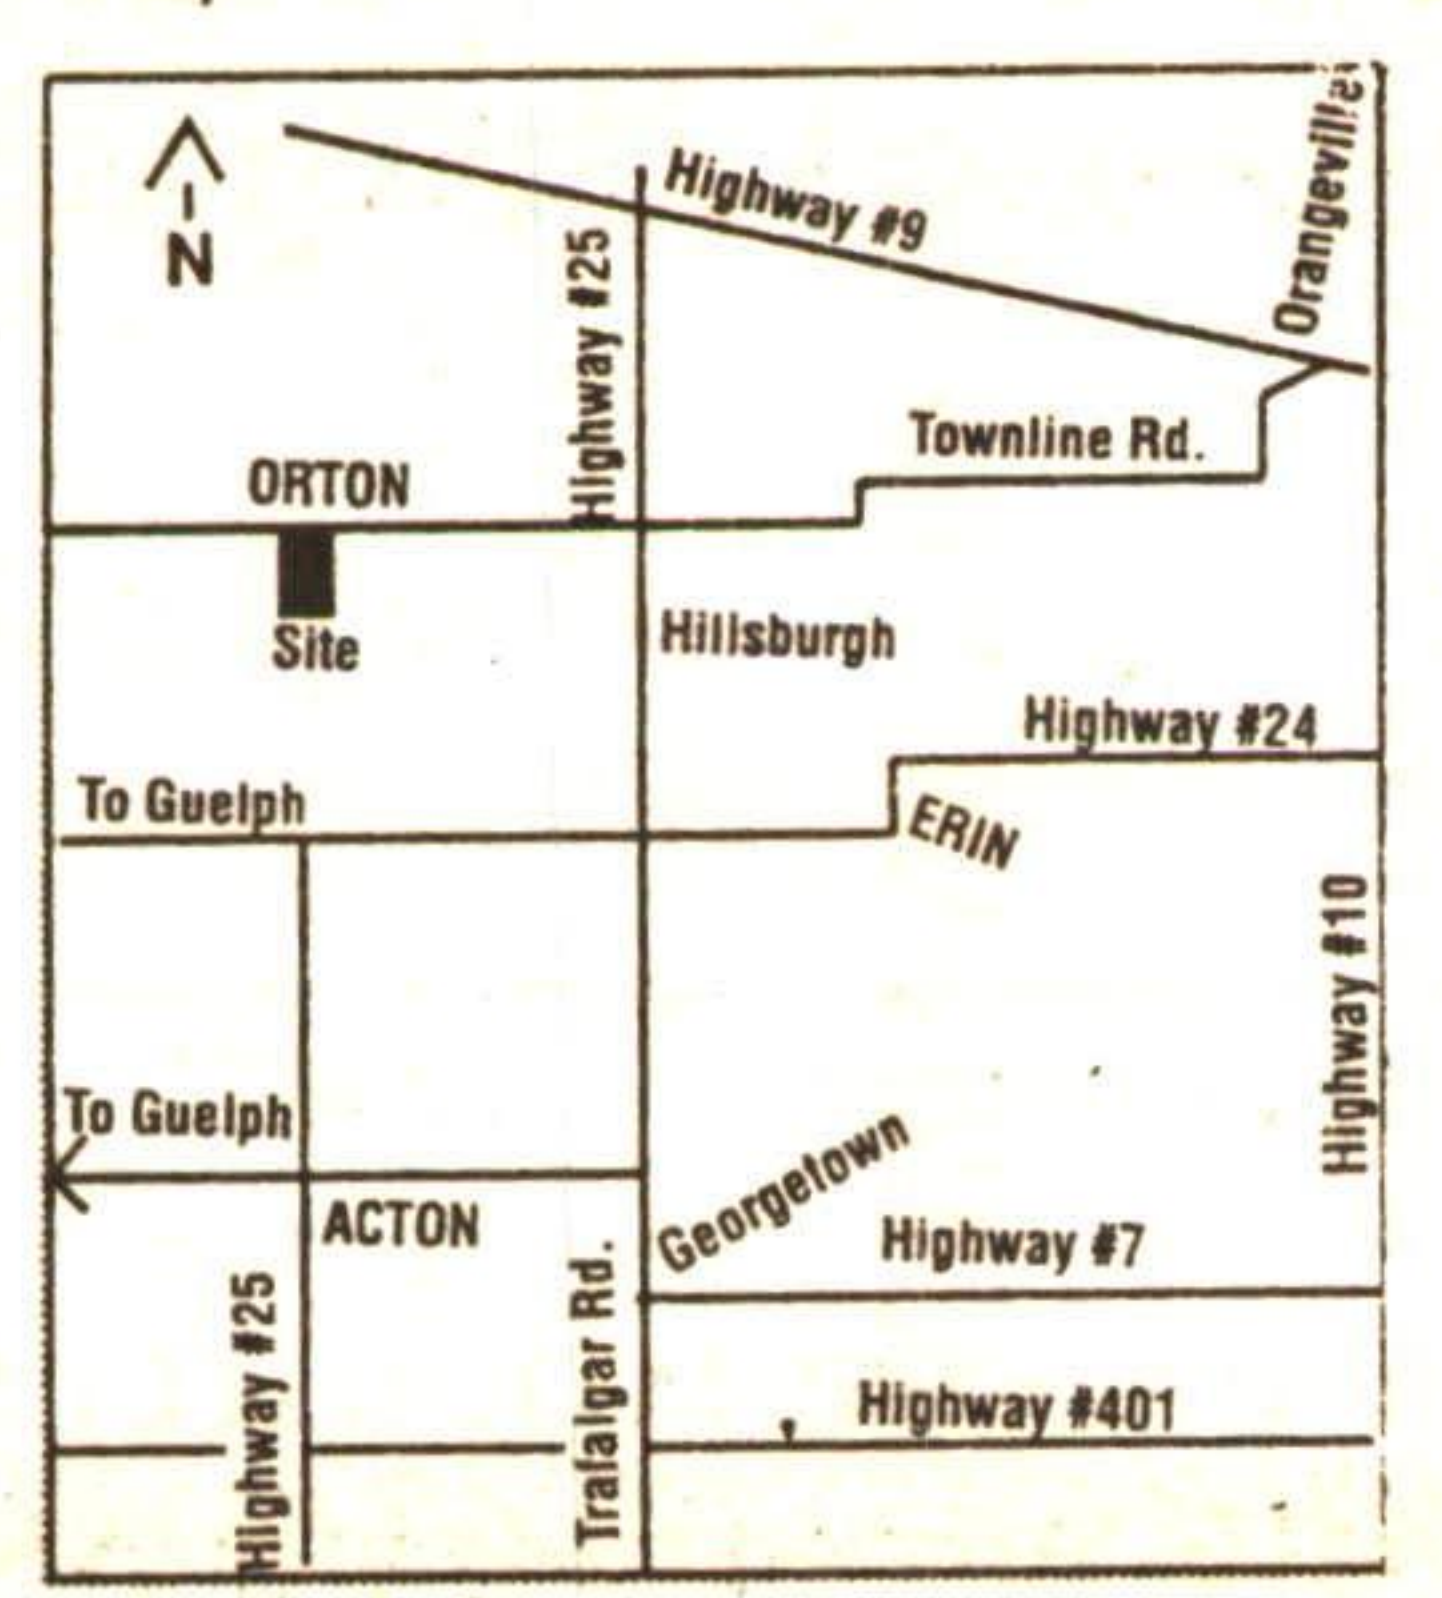 Orangeville
Highway #9
N
Highway #25
Townline Rd.
ORTON
Site
Hillsburgh
Highway #24
To Guelph
ERIN
Highway #10
To Guelph
Georgetown
ACTON
Highway #7
Highway #25
Trafalgar Rd.
Highway #401